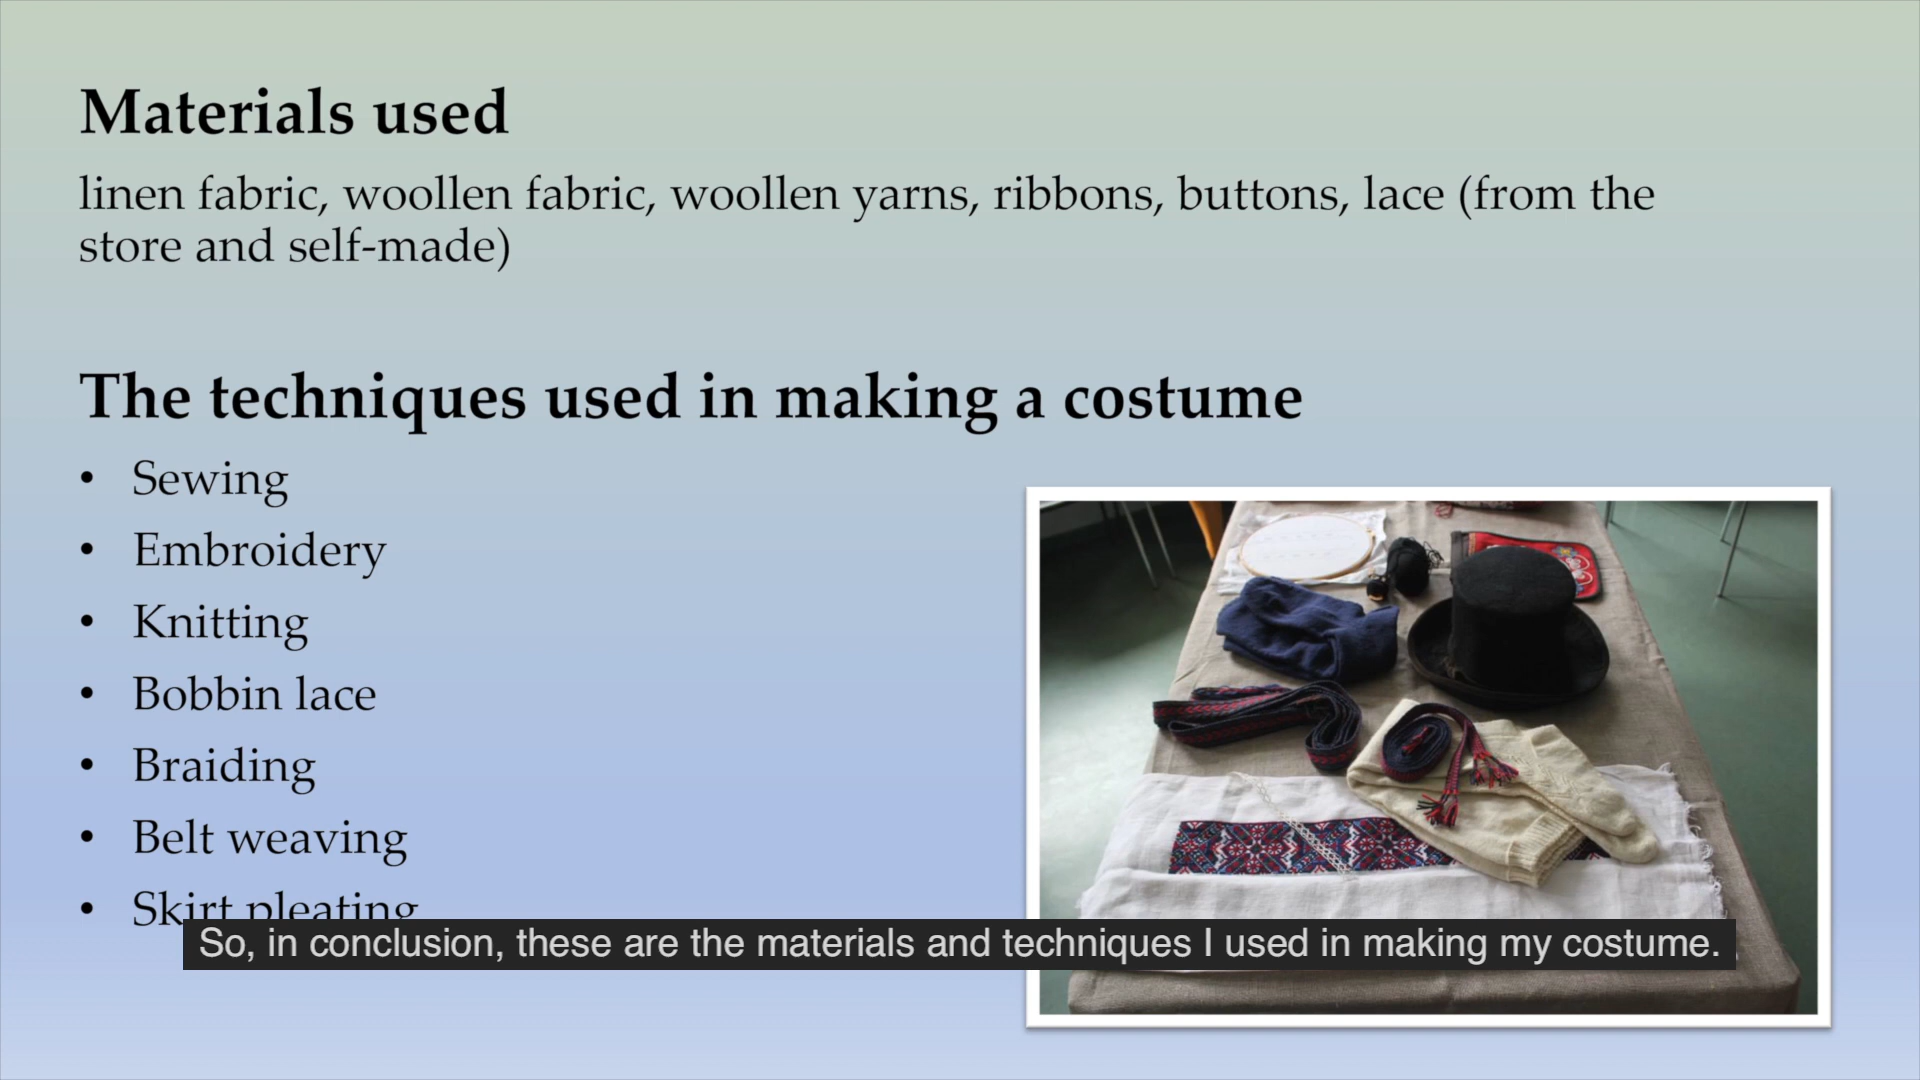 Materials used
linen fabric, woollen fabric, woollen yarns, ribbons, buttons, lace (from the
store and self-made)
The techniques used in making a costume
• Sewing
• Embroidery
• Knitting
• Bobbin lace
• Braiding
• Belt weaving
• Skirt pleating
So, in conclusion, these are the materials and techniques I used in making my costume.